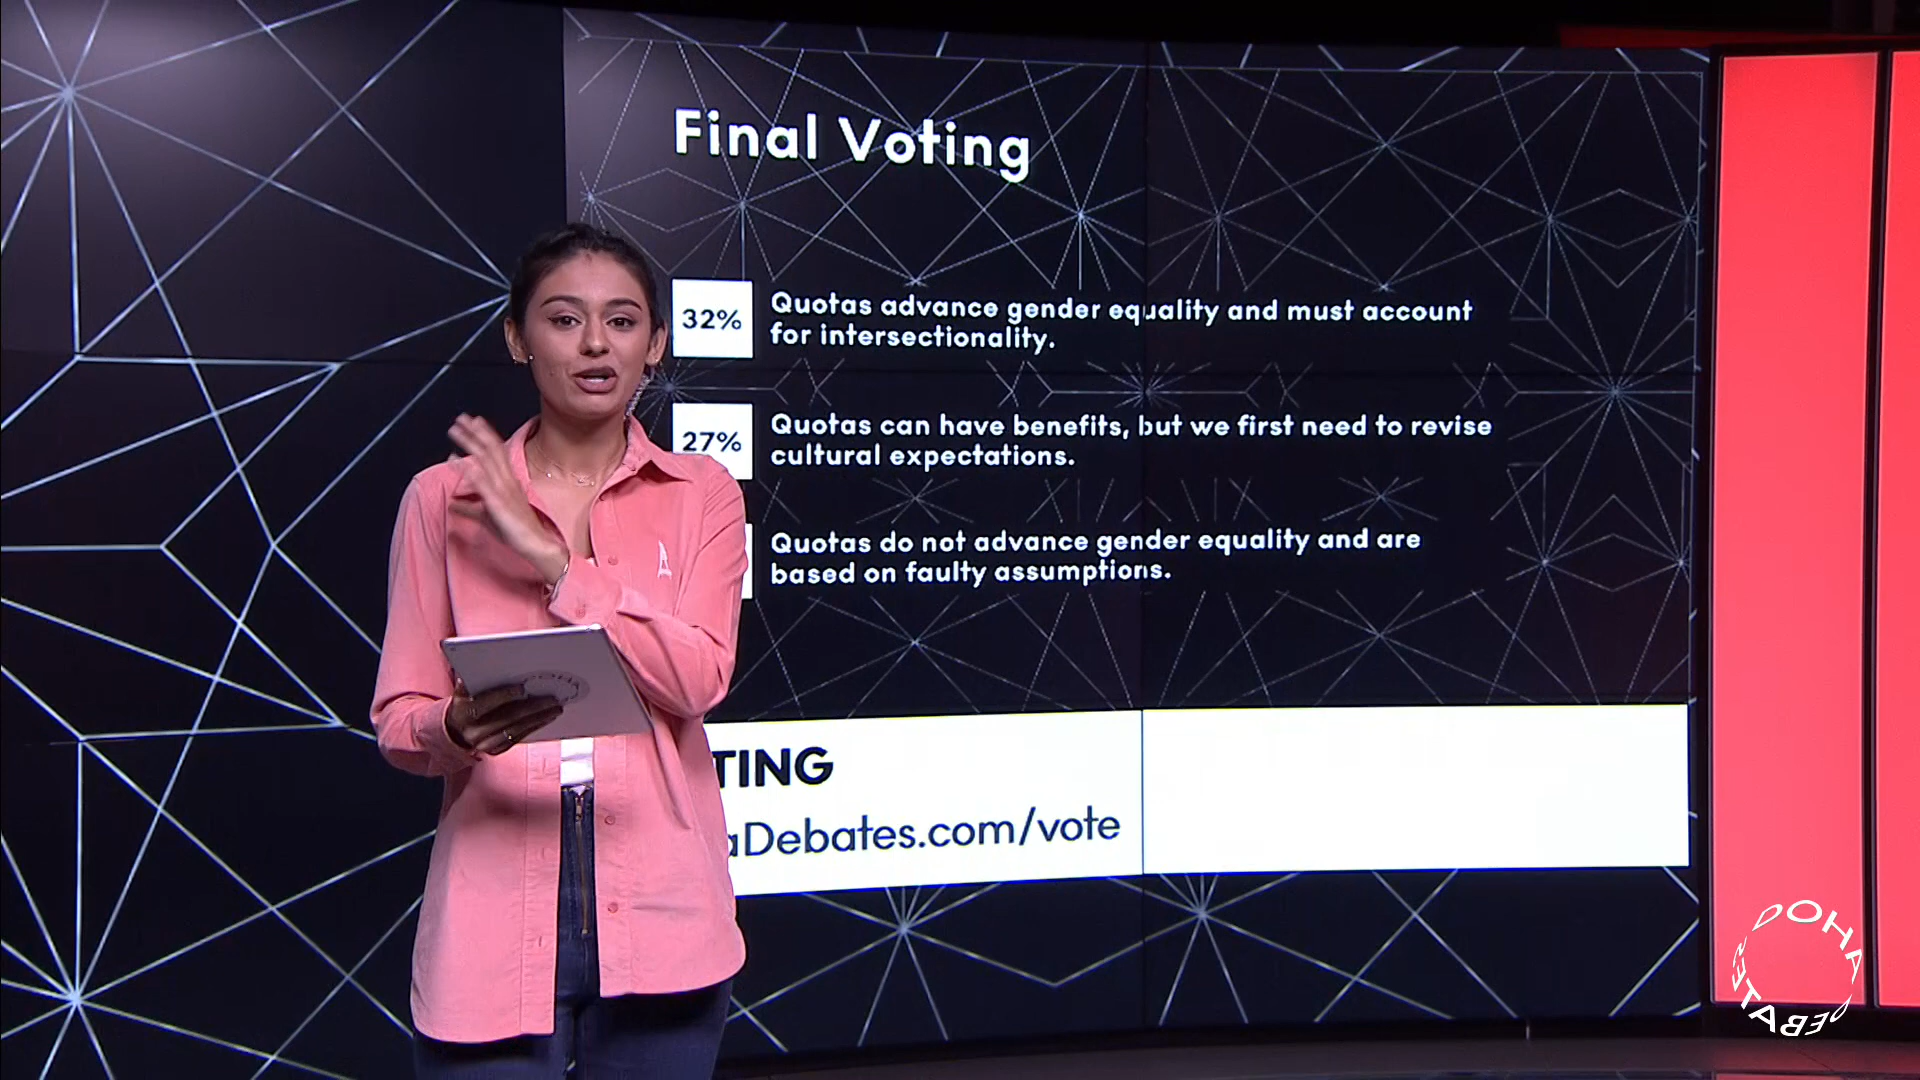 Final Voting
32%
Quotas advance gender equality and must account
for intersectionality.
27%
Quotas can have benefits, but we first need to revise
cultural expectations.
Quotas do not advance gender equality and are
based on faulty assumptions.
TING
aDebates.com/vote
OHA
DOHA
DEBATES